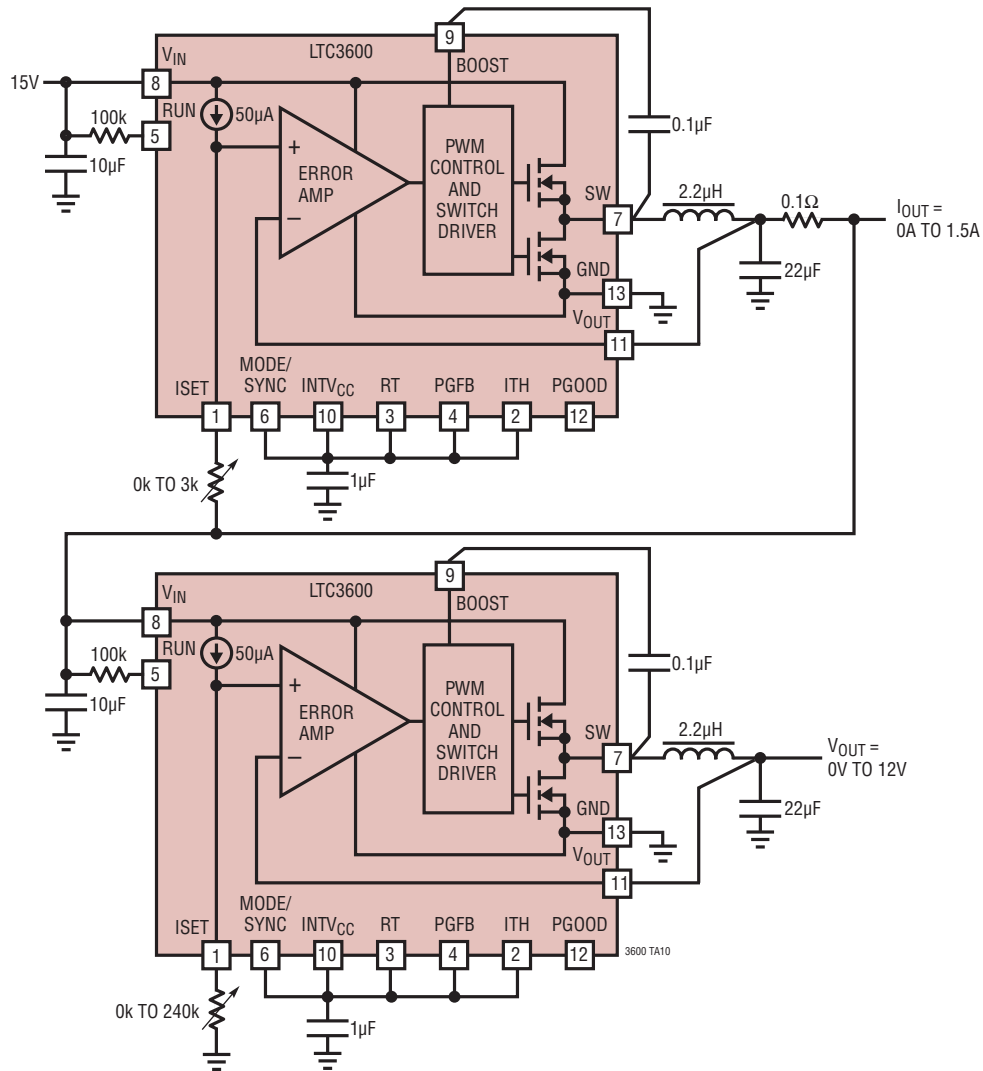 9
V_IN LTC3600
BOOST
15V 8
RUN 50µA
100k
5
10µF
+
ERROR
AMP
–
PWM
CONTROL
AND
SWITCH
DRIVER
0.1µF
SW
7
2.2µH
0.1Ω
I_OUT =
0A TO 1.5A
22µF
GND
13
V_OUT
11
ISET MODE/
SYNC INTV_CC RT PGFB ITH PGOOD
1 6 10 3 4 2 12
1µF
0k TO 3k
9
V_IN LTC3600
BOOST
8
RUN 50µA
100k
5
10µF
+
ERROR
AMP
–
PWM
CONTROL
AND
SWITCH
DRIVER
0.1µF
SW
7
2.2µH
V_OUT =
0V TO 12V
22µF
GND
13
V_OUT
11
ISET MODE/
SYNC INTV_CC RT PGFB ITH PGOOD
1 6 10 3 4 2 12
3600 TA10
1µF
0k TO 240k